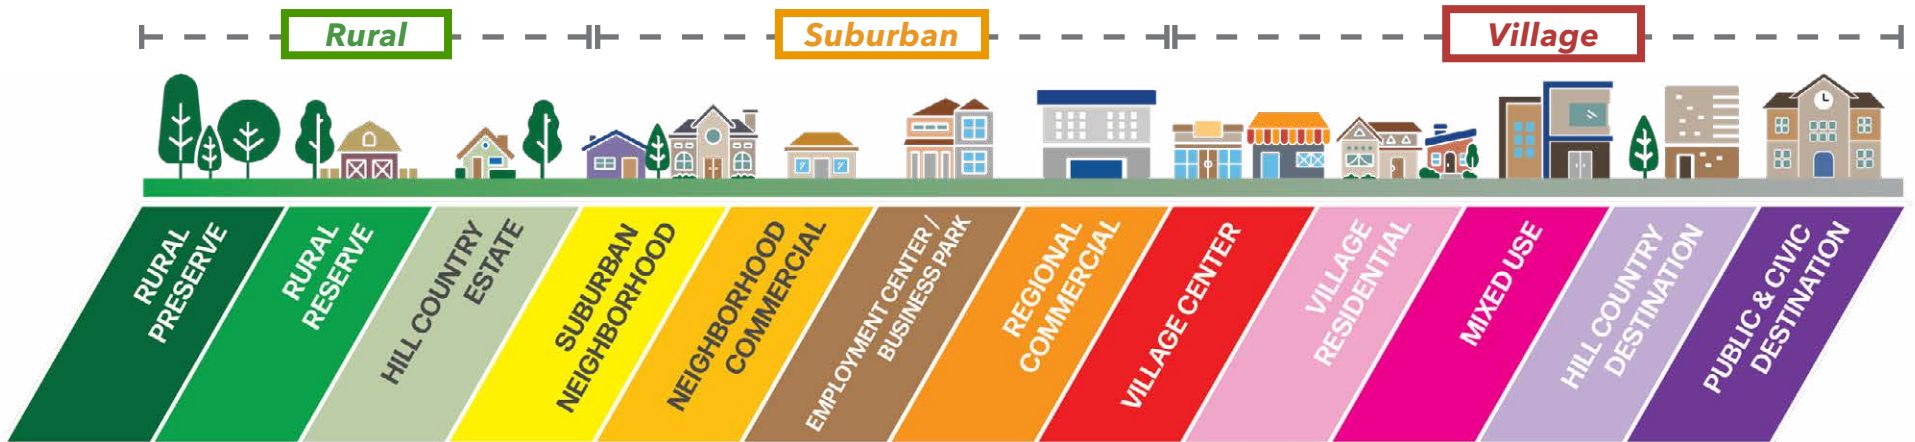 Rural
Suburban
Village
RURAL
PRESERVE
RURAL
RESERVE
HILL COUNTRY
ESTATE
SUBURBAN
NEIGHBORHOOD
NEIGHBORHOOD
COMMERCIAL
EMPLOYMENT CENTER /
BUSINESS PARK
REGIONAL
COMMERCIAL
VILLAGE CENTER
VILLAGE
RESIDENTIAL
MIXED USE
HILL COUNTRY
DESTINATION
PUBLIC & CIVIC
DESTINATION